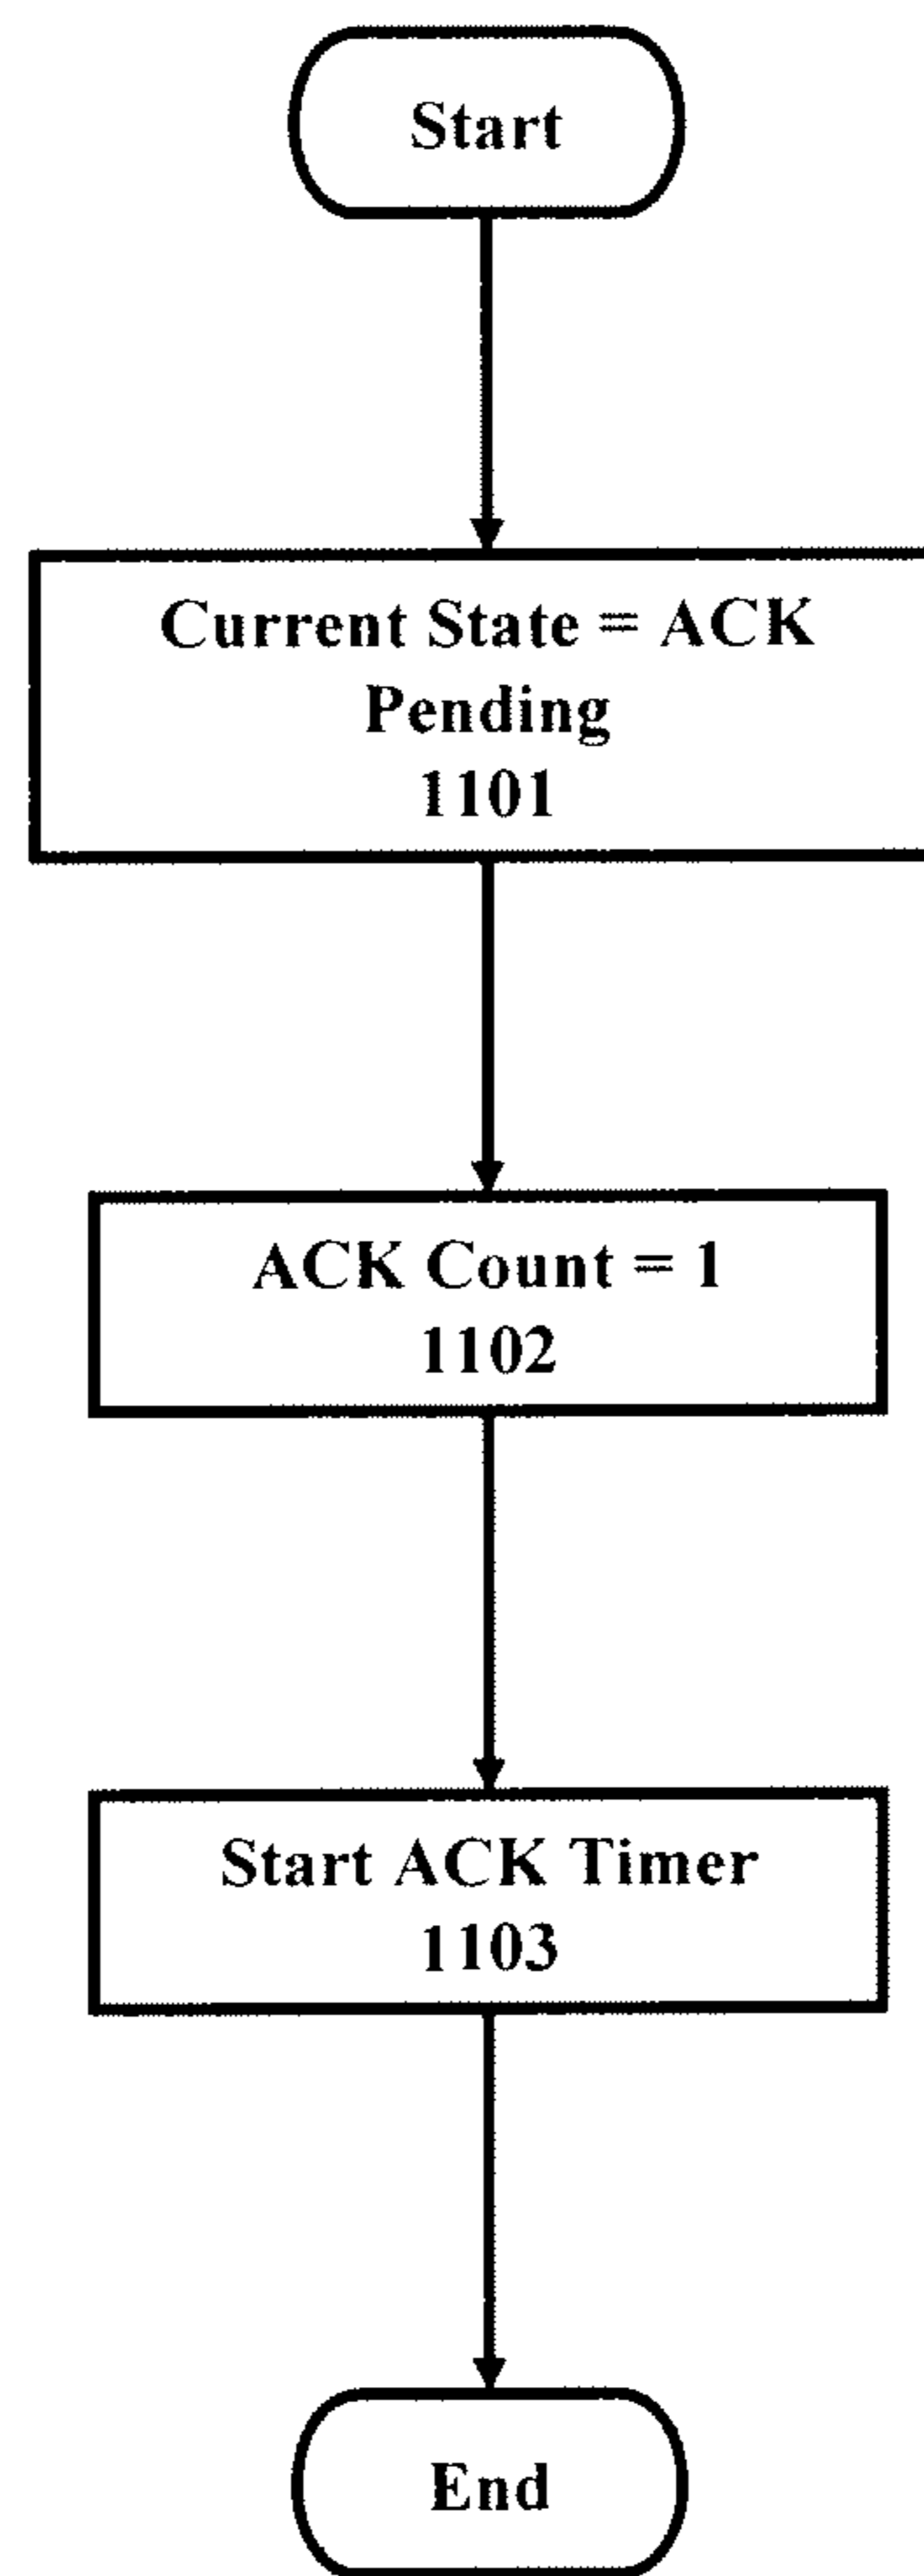 Start
Current State = ACK
Pending
1101
ACK Count = 1
1102
Start ACK Timer
1103
End